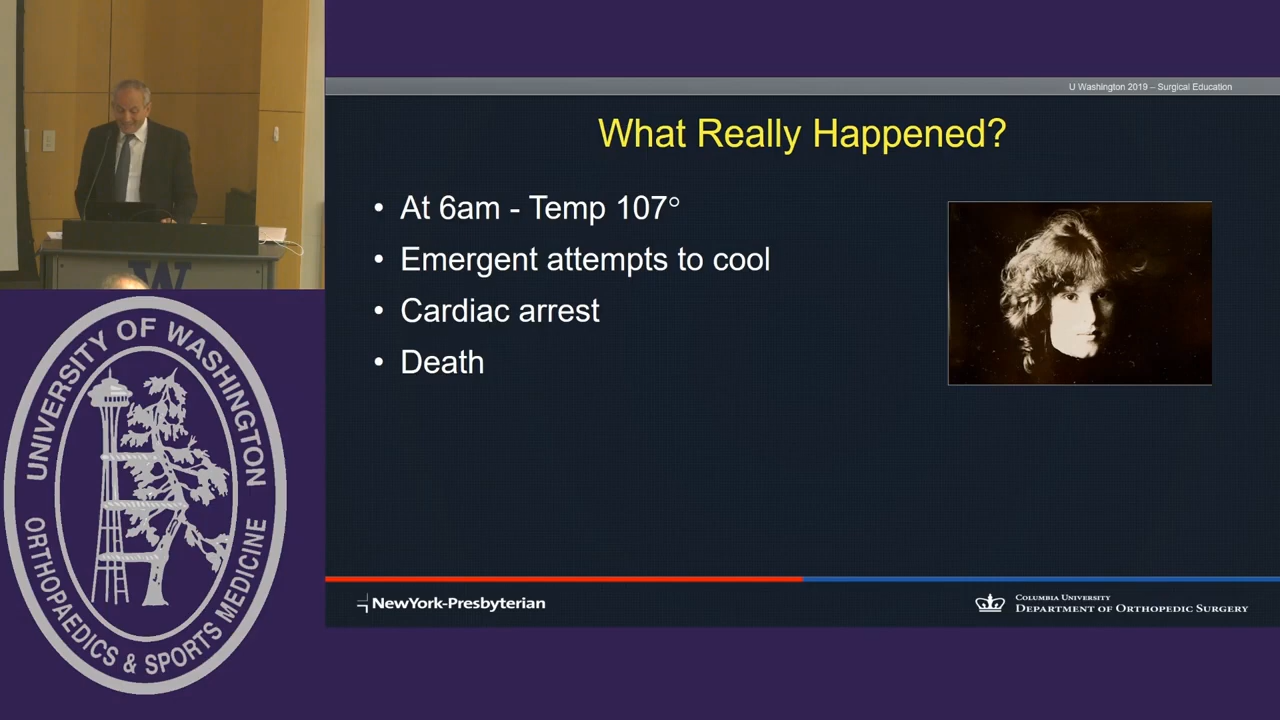 U Washington 2019 – Surgical Education
What Really Happened?
• At 6am - Temp 107°
• Emergent attempts to cool
• Cardiac arrest
• Death
NewYork-Presbyterian
COLUMBIA UNIVERSITY
DEPARTMENT OF ORTHOPEDIC SURGERY
W
UNIVERSITY OF WASHINGTON
ORTHOPAEDICS & SPORTS MEDICINE